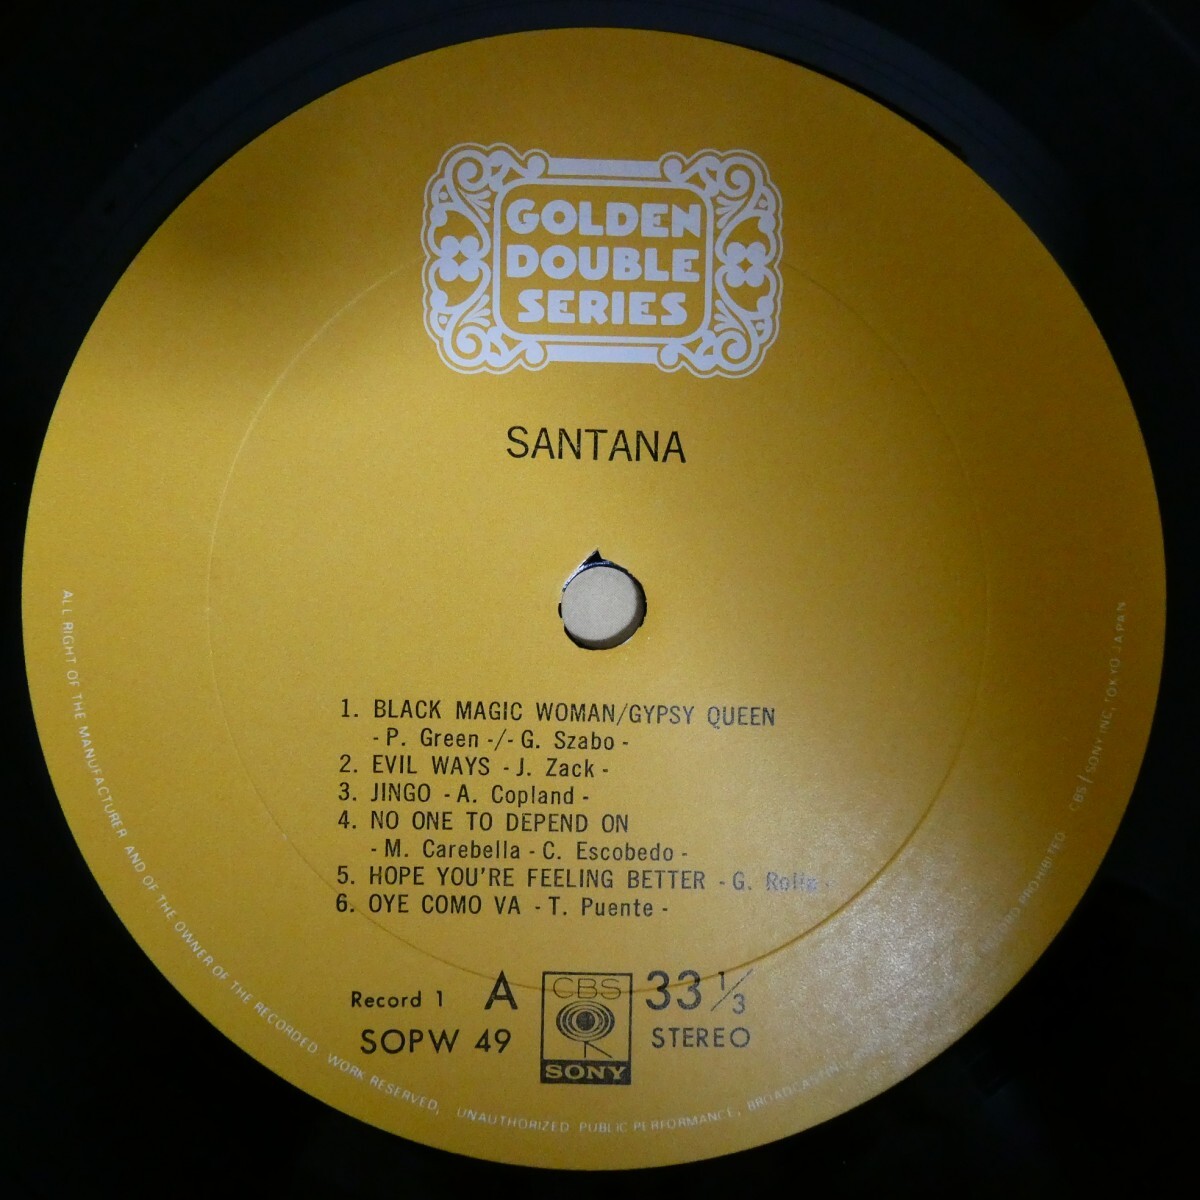 GOLDEN
DOUBLE
SERIES
SANTANA
1. BLACK MAGIC WOMAN/GYPSY QUEEN
- P. Green -/- G. Szabo -
2. EVIL WAYS - J. Zack -
3. JINGO - A. Copland -
4. NO ONE TO DEPEND ON
- M. Carebella - C. Escobedo -
5. HOPE YOU'RE FEELING BETTER - G. Rolie -
6. OYE COMO VA - T. Puente -
Record 1 A
SOPW 49
CBS
SONY
33 1/3
STEREO
ALL RIGHT OF THE MANUFACTURER AND OF THE OWNER OF THE RECORDED WORK RESERVED, UNAUTHORIZED PUBLIC PERFORMANCE, BROADCASTING PROHIBITED CBS/SONY INC. TOKYO JAPAN